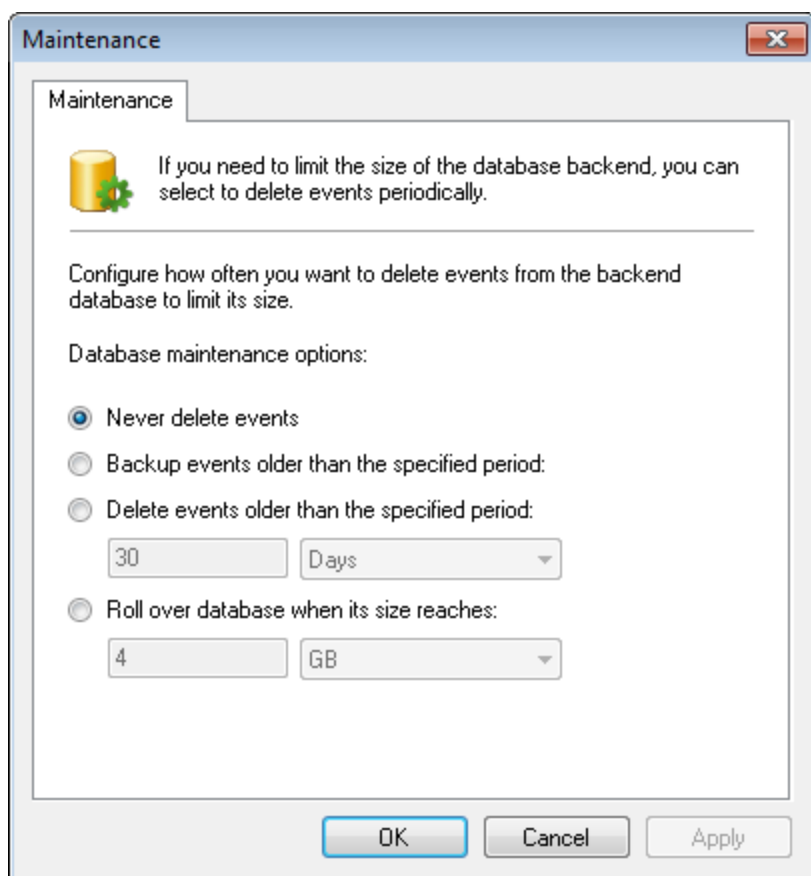 Maintenance
Maintenance
If you need to limit the size of the database backend, you can
select to delete events periodically.
Configure how often you want to delete events from the backend
database to limit its size.
Database maintenance options:
Never delete events
Backup events older than the specified period:
Delete events older than the specified period:
30 Days
Roll over database when its size reaches:
4 GB
OK Cancel Apply